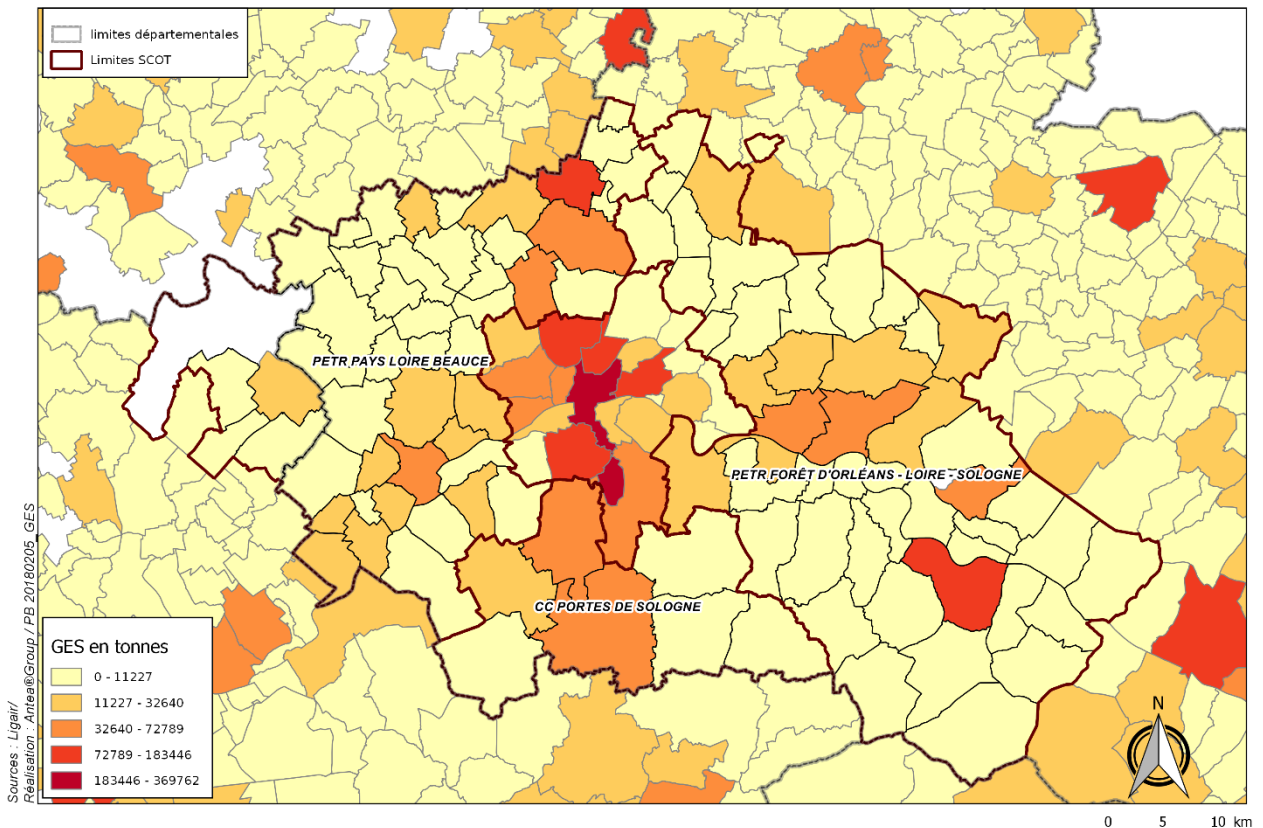 limites départementales
Limites SCOT
PETR PAYS LOIRE BEAUCE
PETR FORÊT D'ORLÉANS - LOIRE - SOLOGNE
CC PORTES DE SOLOGNE
GES en tonnes
0 - 11227
11227 - 32640
32640 - 72789
72789 - 183446
183446 - 369762
Sources : Ligair/
Réalisation : Antea®Group / PB 20180205_GES
N
0 5 10 km